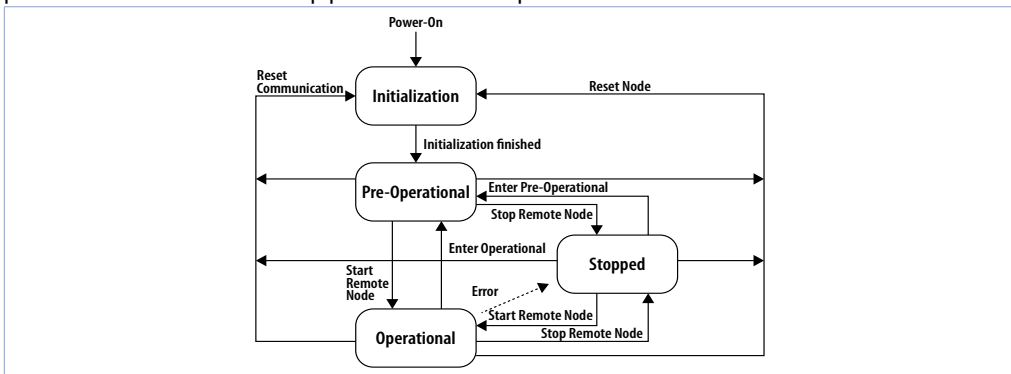 Power-On
Reset
Communication
Initialization
Reset Node
Initialization finished
Pre-Operational
Enter Pre-Operational
Stop Remote Node
Enter Operational
Stopped
Start
Remote
Node
Error
Start Remote Node
Operational
Stop Remote Node